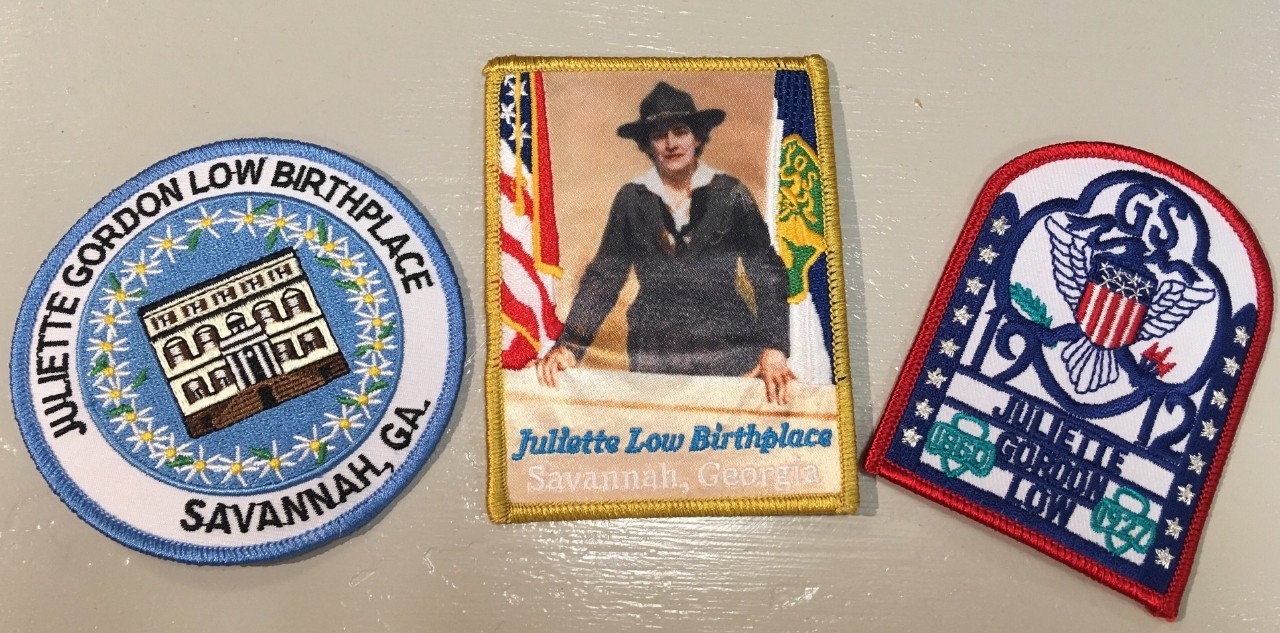 JULIETTE GORDON LOW BIRTHPLACE
SAVANNAH, GA.
Juliette Low Birthplace
Savannah, Georgia
GS
19 12
JULIETTE
1860 GORDON
LOW 1927